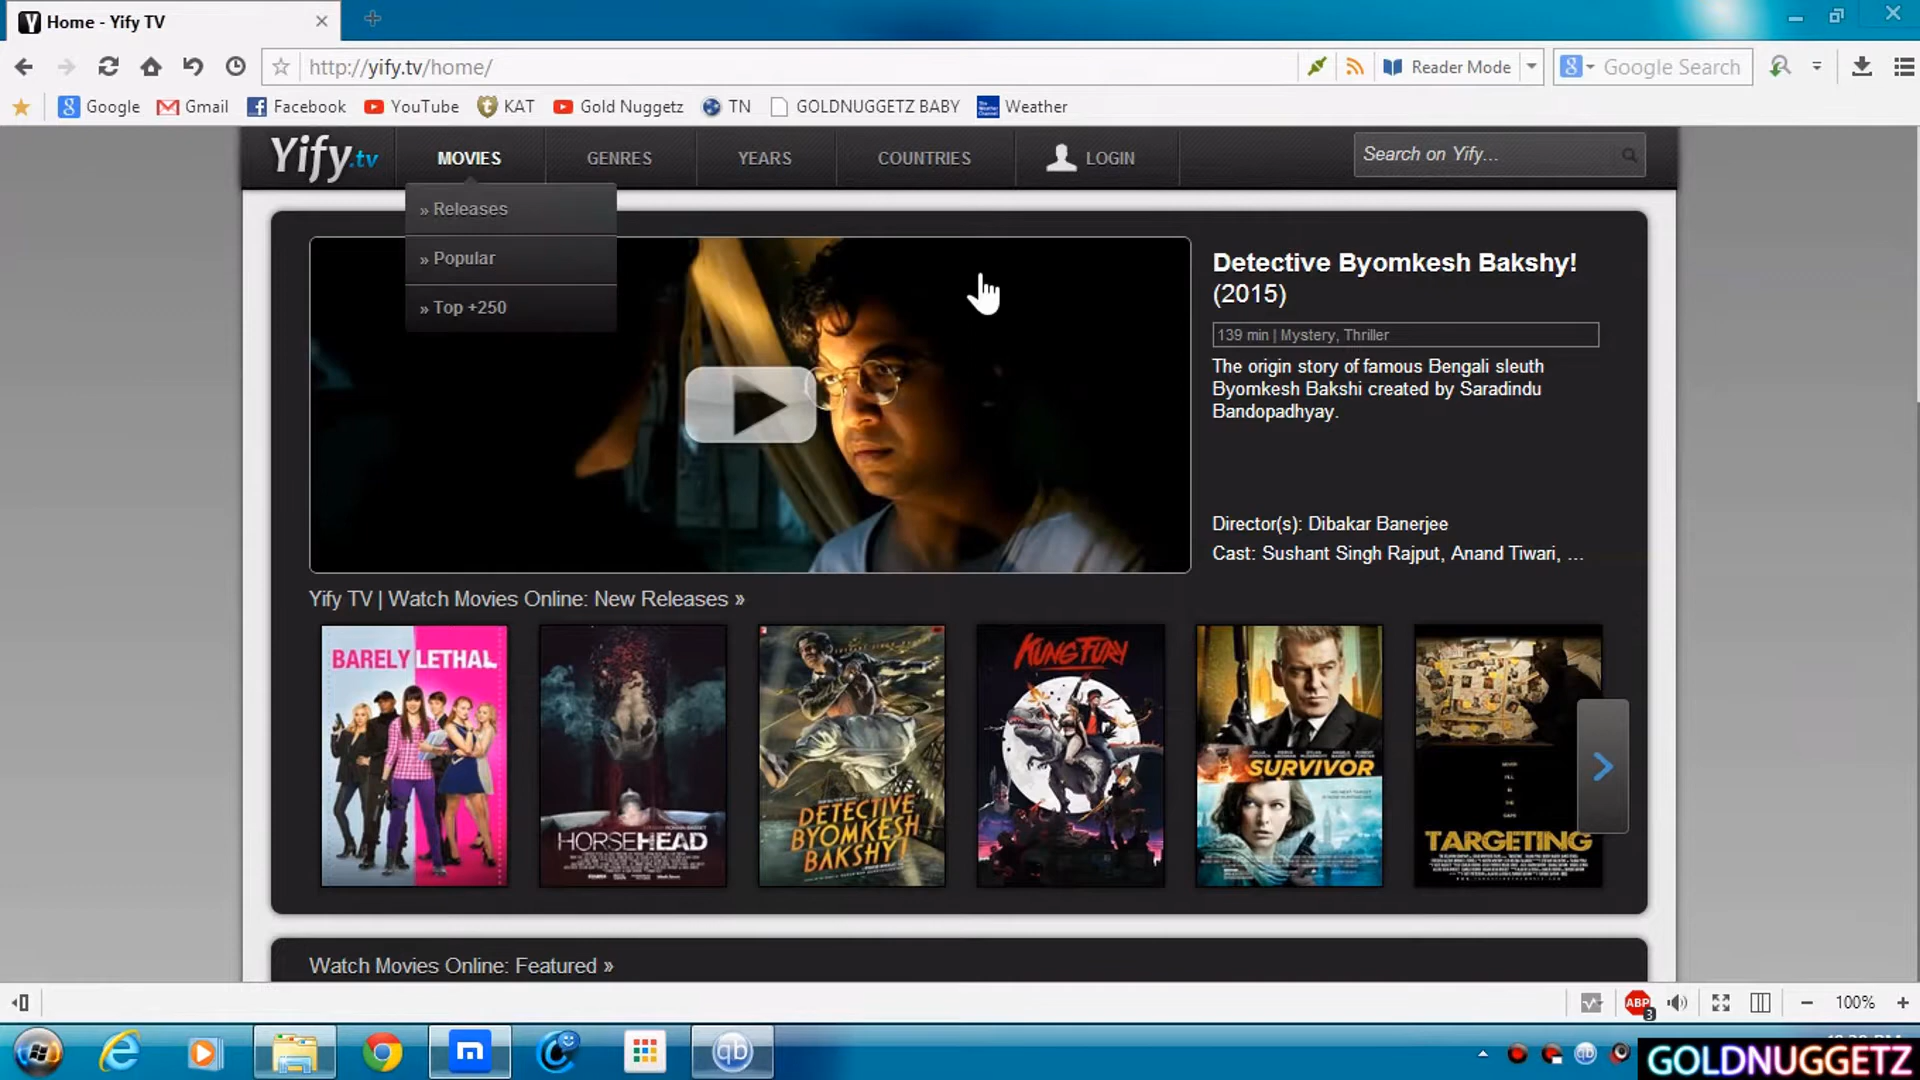 Home - Yify TV
http://yify.tv/home/
Reader Mode
Google Search
Google
Gmail
Facebook
YouTube
KAT
Gold Nuggetz
TN
GOLDNUGGETZ BABY
Weather
Yify.tv
MOVIES
GENRES
YEARS
COUNTRIES
LOGIN
Search on Yify...
» Releases
» Popular
» Top +250
Detective Byomkesh Bakshy!
(2015)
139 min | Mystery, Thriller
The origin story of famous Bengali sleuth
Byomkesh Bakshi created by Saradindu
Bandopadhyay.
Director(s): Dibakar Banerjee
Cast: Sushant Singh Rajput, Anand Tiwari, ...
Yify TV | Watch Movies Online: New Releases »
BARELY LETHAL
HORSEHEAD
DETECTIVE
BYOMKESH
BAKSHY!
KUNG FURY
SURVIVOR
TARGETING
Watch Movies Online: Featured »
ABP
3
100%
GOLDNUGGETZ